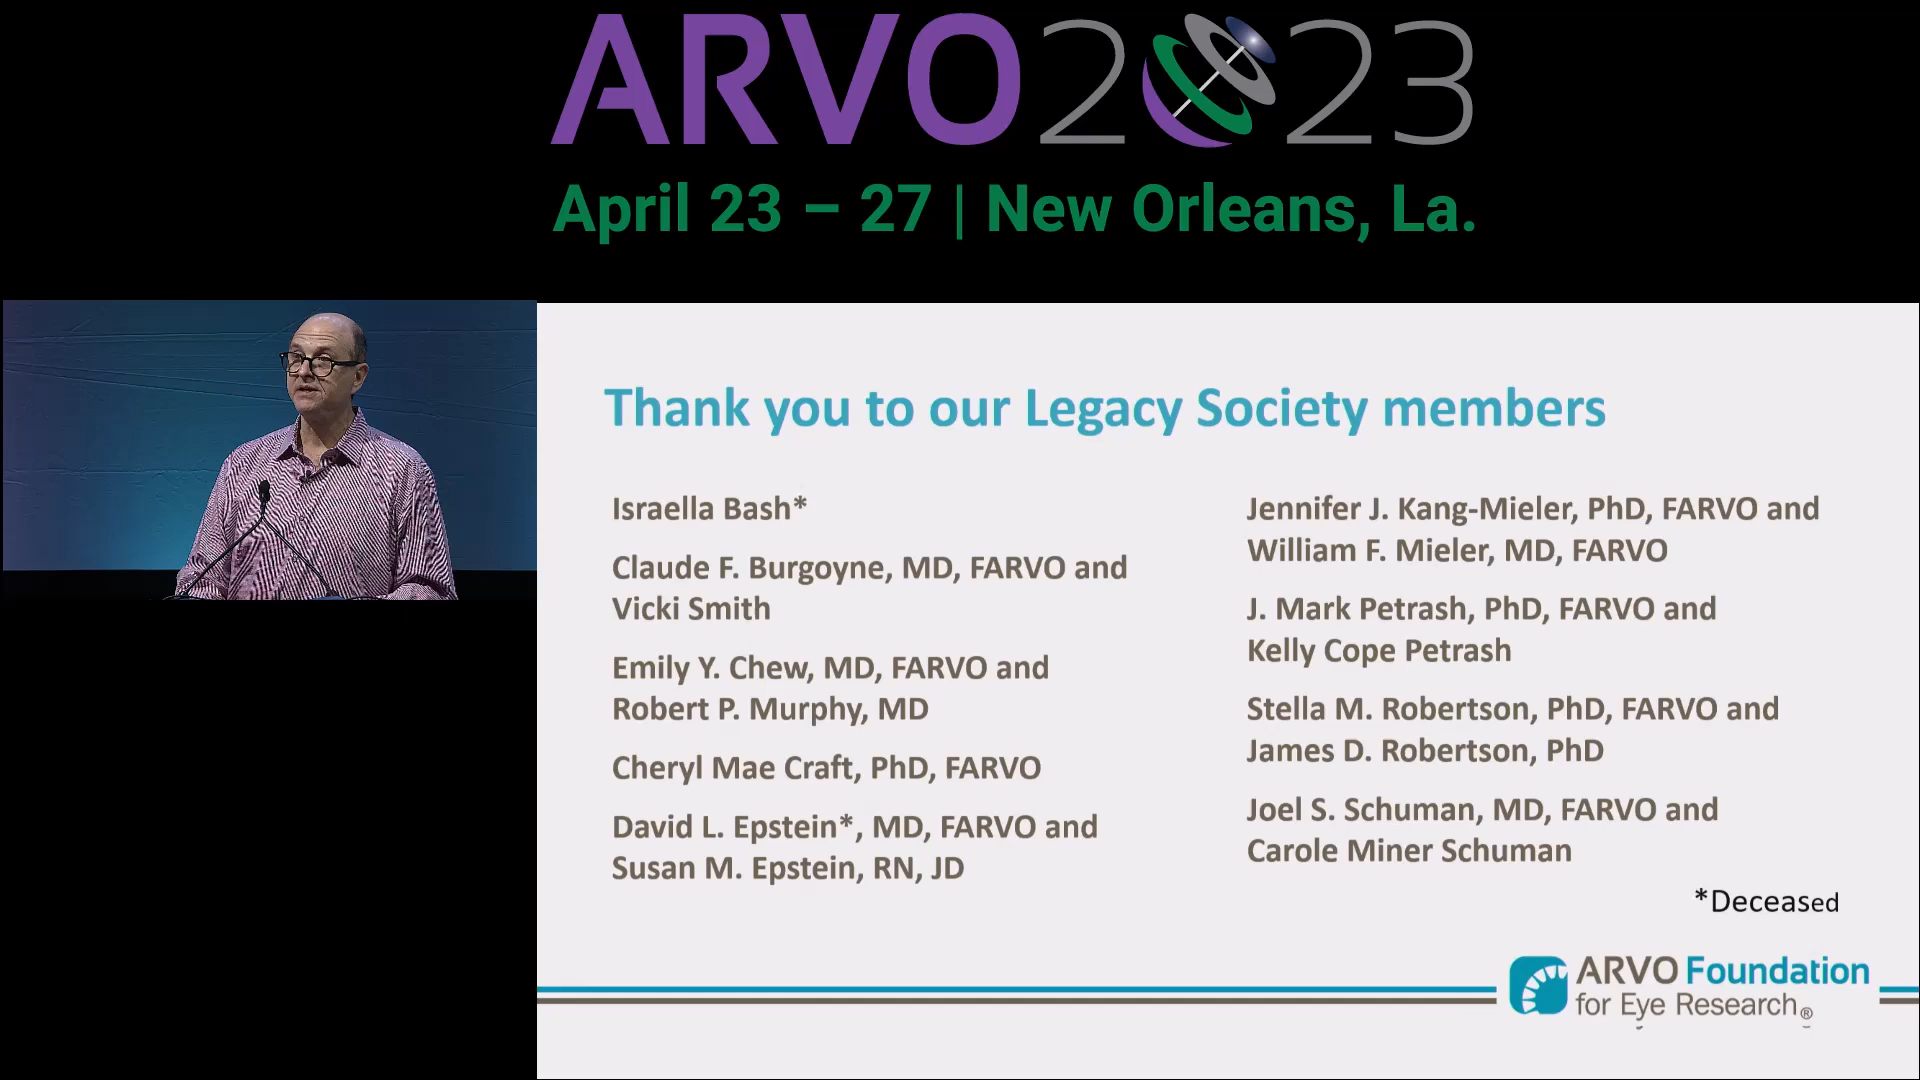 ARVO2023
April 23 – 27 | New Orleans, La.
Thank you to our Legacy Society members
Israella Bash*
Claude F. Burgoyne, MD, FARVO and
Vicki Smith
Emily Y. Chew, MD, FARVO and
Robert P. Murphy, MD
Cheryl Mae Craft, PhD, FARVO
David L. Epstein*, MD, FARVO and
Susan M. Epstein, RN, JD
Jennifer J. Kang-Mieler, PhD, FARVO and
William F. Mieler, MD, FARVO
J. Mark Petrash, PhD, FARVO and
Kelly Cope Petrash
Stella M. Robertson, PhD, FARVO and
James D. Robertson, PhD
Joel S. Schuman, MD, FARVO and
Carole Miner Schuman
*Deceased
ARVO Foundation
for Eye Research®